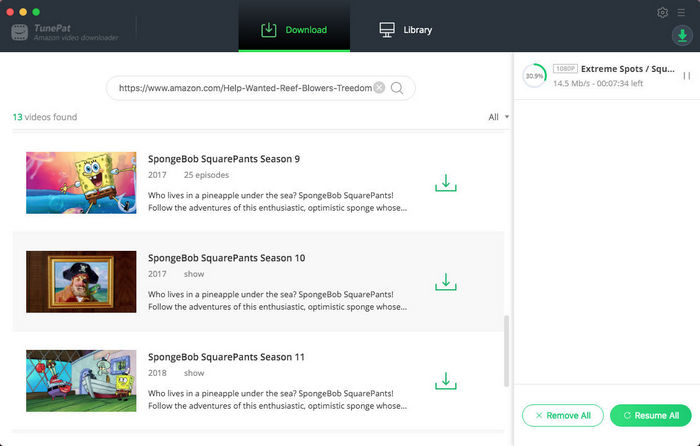 TunePat
Amazon video downloader
Download
Library
https://www.amazon.com/Help-Wanted-Reef-Blowers-Treedom
13 videos found
All
SpongeBob SquarePants Season 9
2017 25 episodes
Who lives in a pineapple under the sea? SpongeBob SquarePants!
Follow the adventures of this enthusiastic, optimistic sponge whose...
SpongeBob SquarePants Season 10
2017 show
Who lives in a pineapple under the sea? SpongeBob SquarePants!
Follow the adventures of this enthusiastic, optimistic sponge whose...
SpongeBob SquarePants Season 11
2018 show
Who lives in a pineapple under the sea? SpongeBob SquarePants!
Follow the adventures of this enthusiastic, optimistic sponge whose...
30.9% 1080P Extreme Spots / Squ...
14.5 Mb/s - 00:07:34 left
Remove All
Resume All